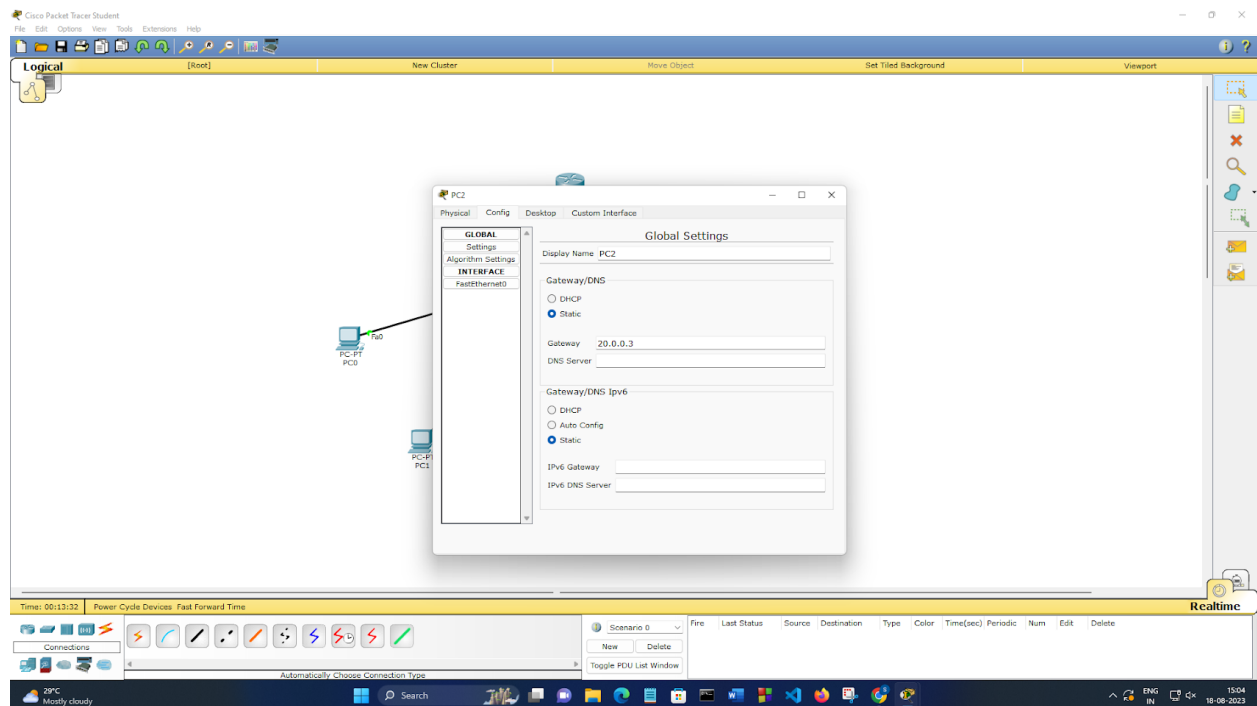 Cisco Packet Tracer Student
File Edit Options View Tools Extensions Help
Logical [Root] New Cluster Move Object Set Tiled Background Viewport
PC2
Physical Config Desktop Custom Interface
GLOBAL
Settings
Algorithm Settings
INTERFACE
FastEthernet0
Global Settings
Display Name PC2
Gateway/DNS
DHCP
Static
Gateway 20.0.0.3
DNS Server
Gateway/DNS Ipv6
DHCP
Auto Config
Static
IPv6 Gateway
IPv6 DNS Server
Fa0
PC-PT
PC0
PC-PT
PC1
Time: 00:13:32 Power Cycle Devices Fast Forward Time Realtime
Connections
Automatically Choose Connection Type
Scenario 0
New Delete
Toggle PDU List Window
Fire Last Status Source Destination Type Color Time(sec) Periodic Num Edit Delete
29°C
Mostly cloudy
Search
ENG
IN
15:04
18-08-2023